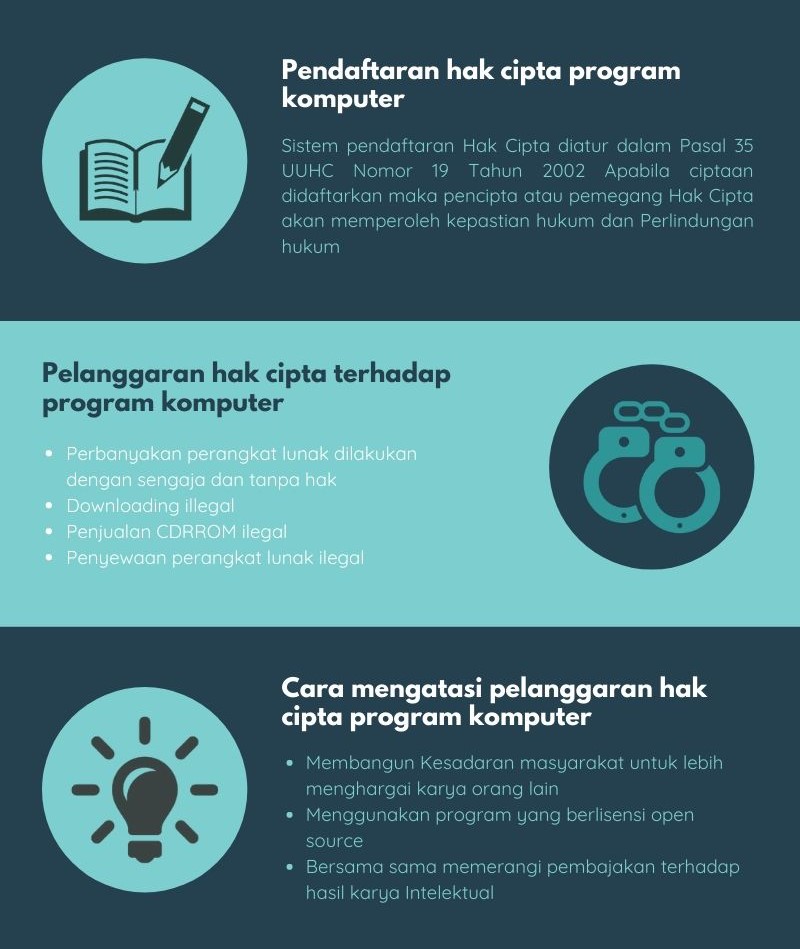 Pendaftaran hak cipta program
komputer
Sistem pendaftaran Hak Cipta diatur dalam Pasal 35
UUHC Nomor 19 Tahun 2002 Apabila ciptaan
didaftarkan maka pencipta atau pemegang Hak Cipta
akan memperoleh kepastian hukum dan Perlindungan
hukum
Pelanggaran hak cipta terhadap
program komputer
• Perbanyakan perangkat lunak dilakukan
dengan sengaja dan tanpa hak
• Downloading illegal
• Penjualan CDRROM ilegal
• Penyewaan perangkat lunak ilegal
Cara mengatasi pelanggaran hak
cipta program komputer
• Membangun Kesadaran masyarakat untuk lebih
menghargai karya orang lain
• Menggunakan program yang berlisensi open
source
• Bersama sama memerangi pembajakan terhadap
hasil karya Intelektual